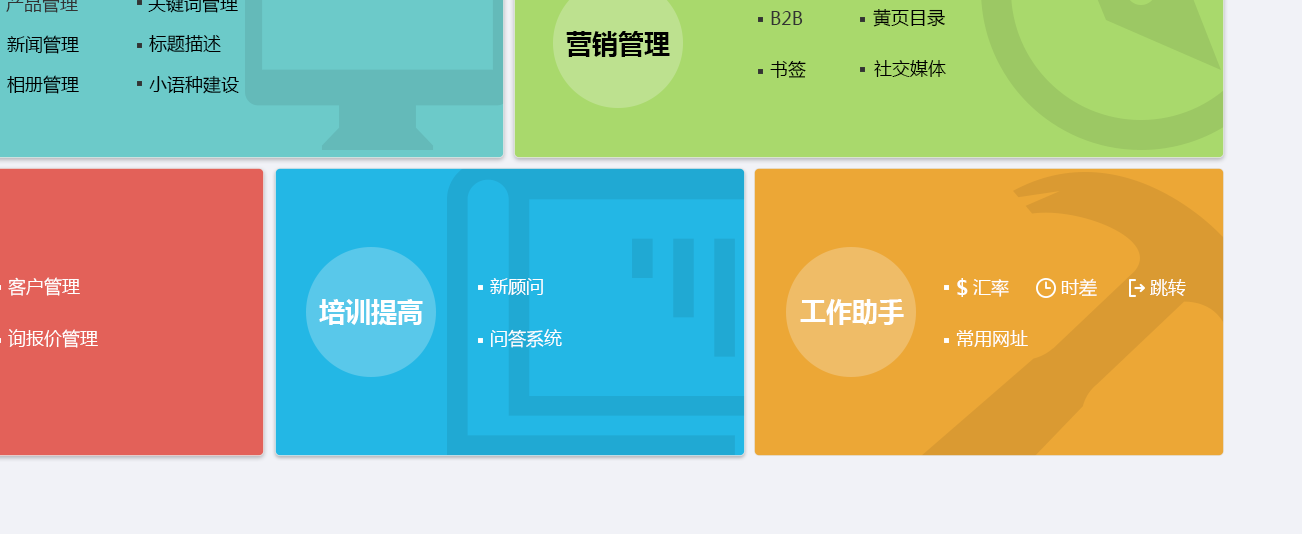 产品管理
关键词管理
新闻管理
标题描述
相册管理
小语种建设
营销管理
B2B
黄页目录
书签
社交媒体
客户管理
询报价管理
培训提高
新顾问
问答系统
工作助手
$ 汇率 时差 跳转
常用网址